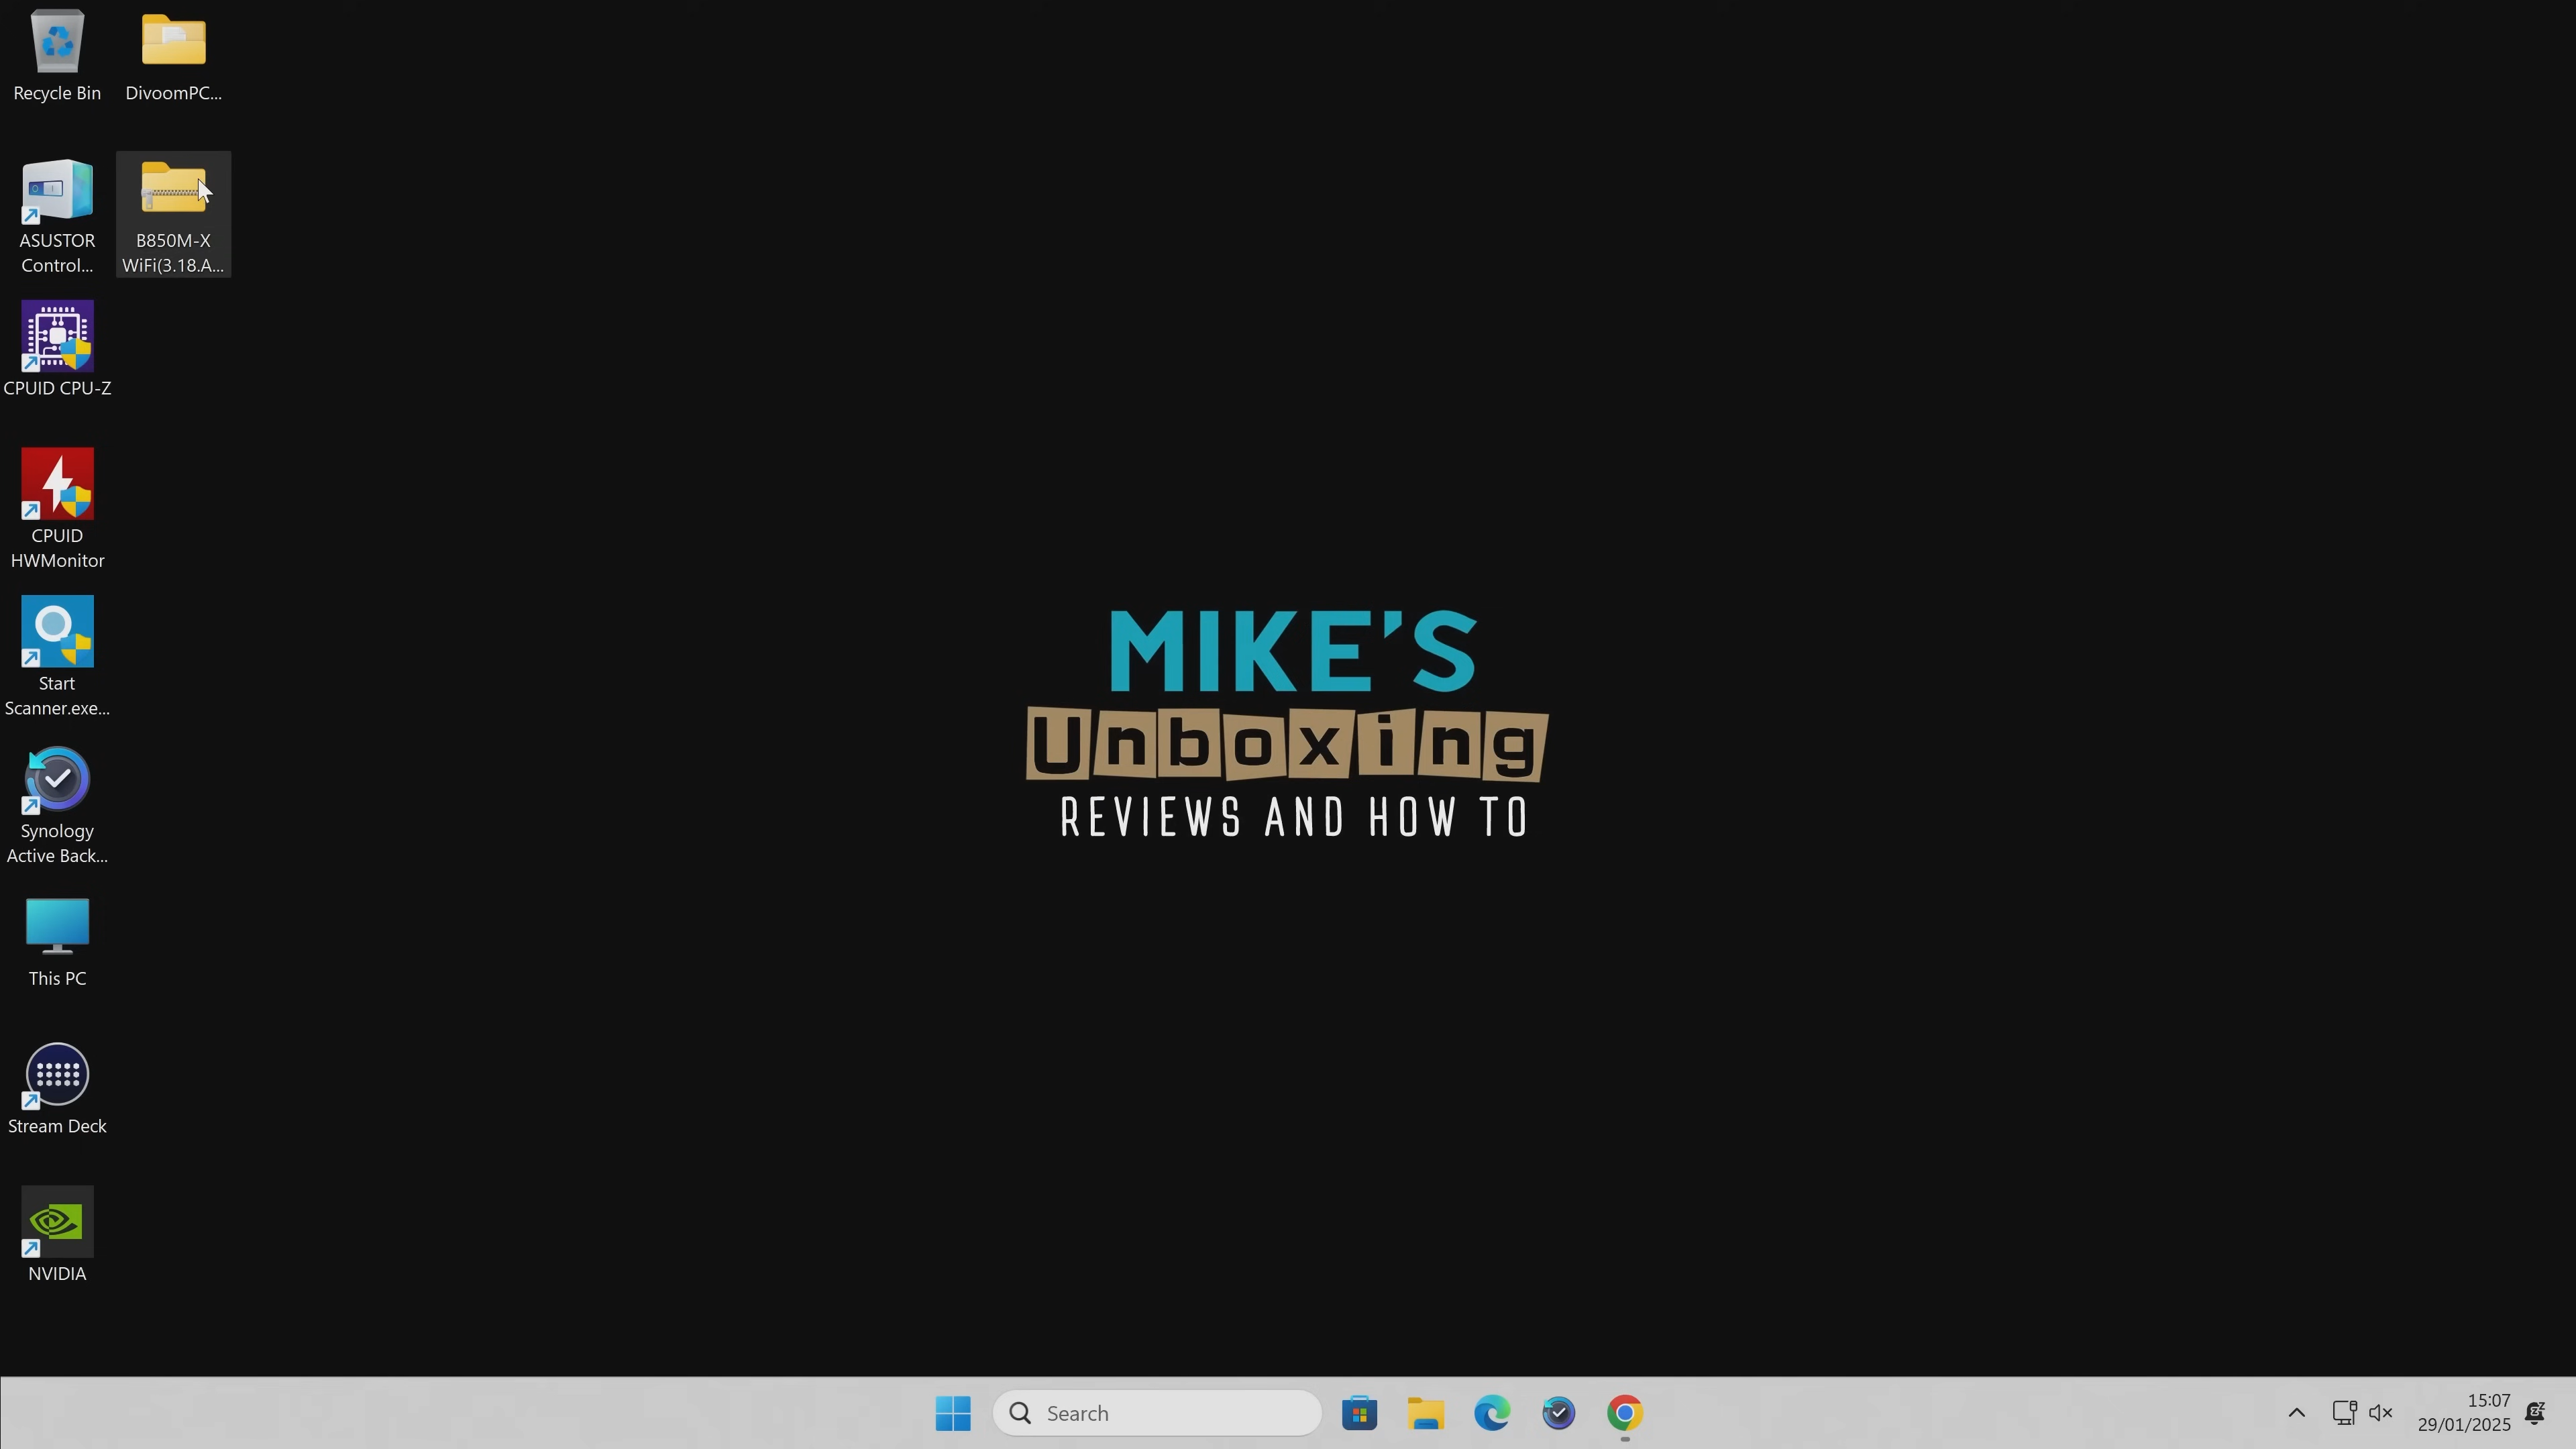 Recycle Bin
DivoomPC...
ASUSTOR
Control...
B850M-X
WiFi(3.18.A...
CPUID CPU-Z
CPUID
HWMonitor
Start
Scanner.exe...
Synology
Active Back...
This PC
Stream Deck
NVIDIA
MIKE'S
Unboxing
REVIEWS AND HOW TO
Search
15:07
29/01/2025